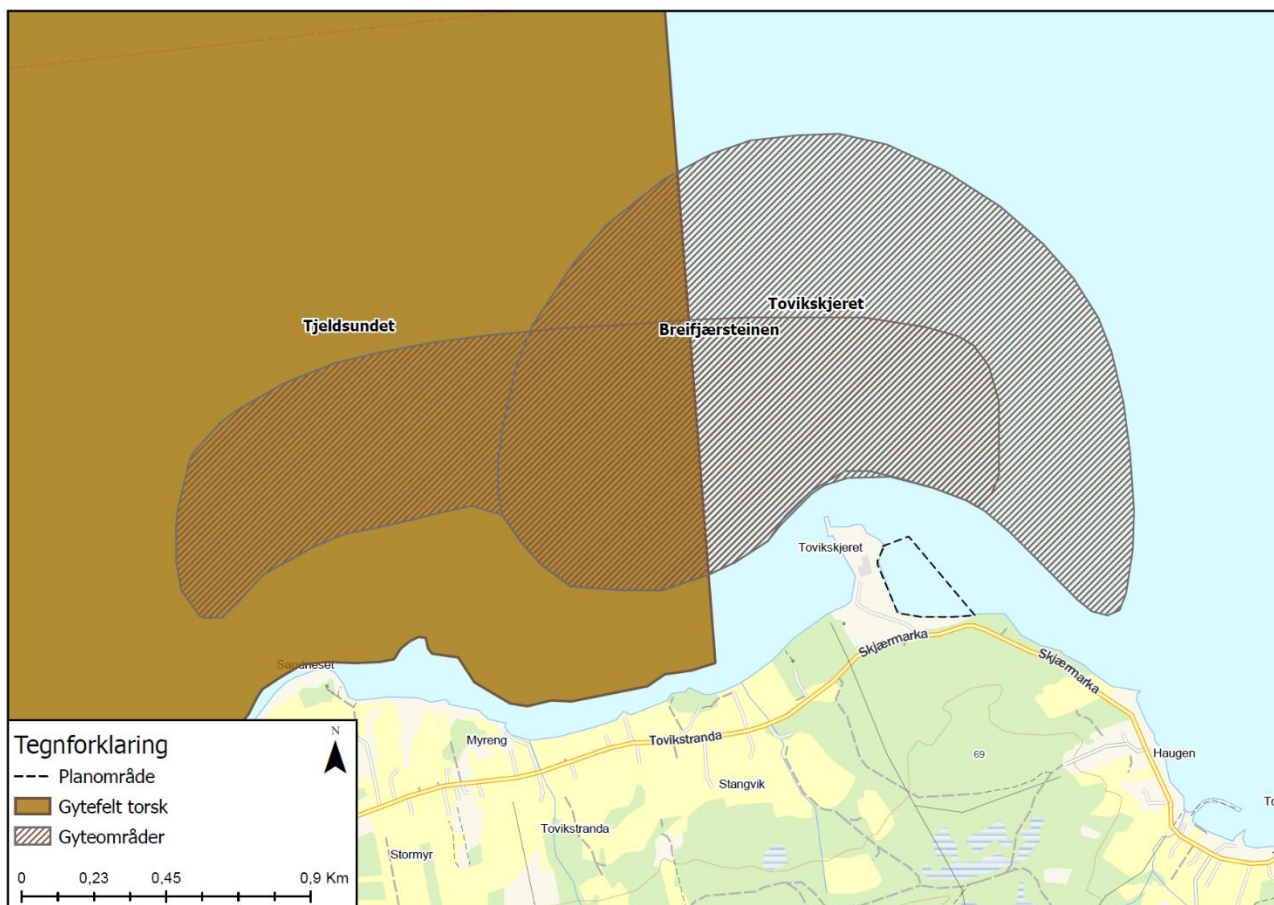 Tovikskjeret
Tjeldsundet
Breifjærsteinen
Tovikskjeret
Skjærmarka
Skjærmarka
Sandneset
Tovikstranda
Myreng
Stangvik
69
Haugen
To
Tovikstranda
Stormyr
Tegnforklaring
N
Planområde
Gytefelt torsk
Gyteområder
0 0,23 0,45 0,9 Km